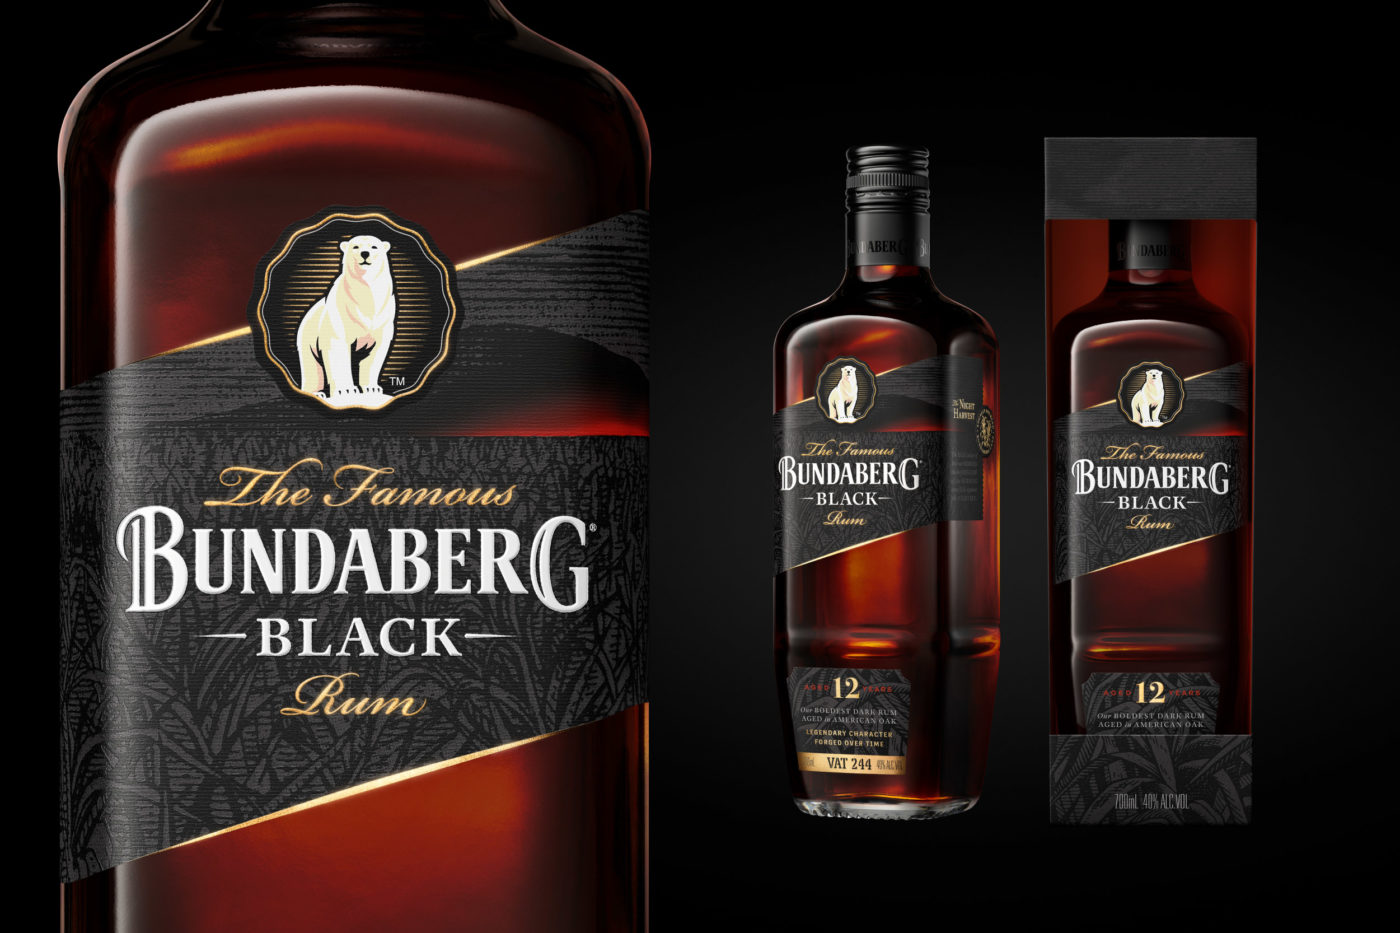 TM
The Famous
BUNDABERG®
BLACK
Rum
BUNDABERG
The NIGHT
HARVEST
The Famous
BUNDABERG
BLACK
Rum
AGED 12 YEARS
Our BOLDEST DARK RUM
AGED in AMERICAN OAK
LEGENDARY CHARACTER
FORGED OVER TIME
VAT 244 40% ALC.VOL
BUNDABERG
The Famous
BUNDABERG
BLACK
Rum
AGED 12 YEARS
Our BOLDEST DARK RUM
AGED in AMERICAN OAK
700mL 40% ALC.VOL